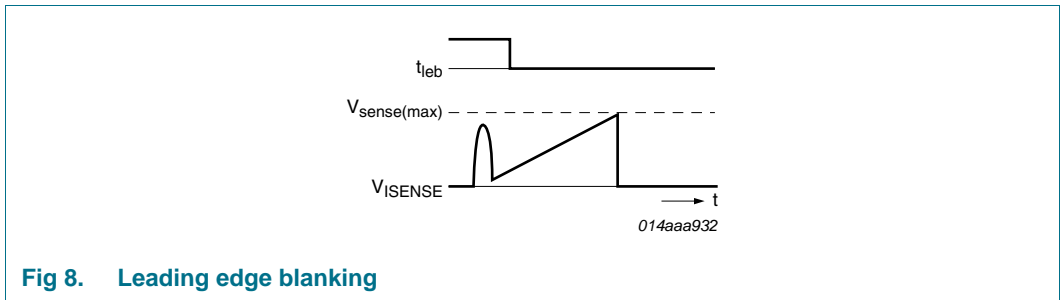 tleb
Vsense(max)
VISENSE
t
014aaa932
Fig 8. Leading edge blanking